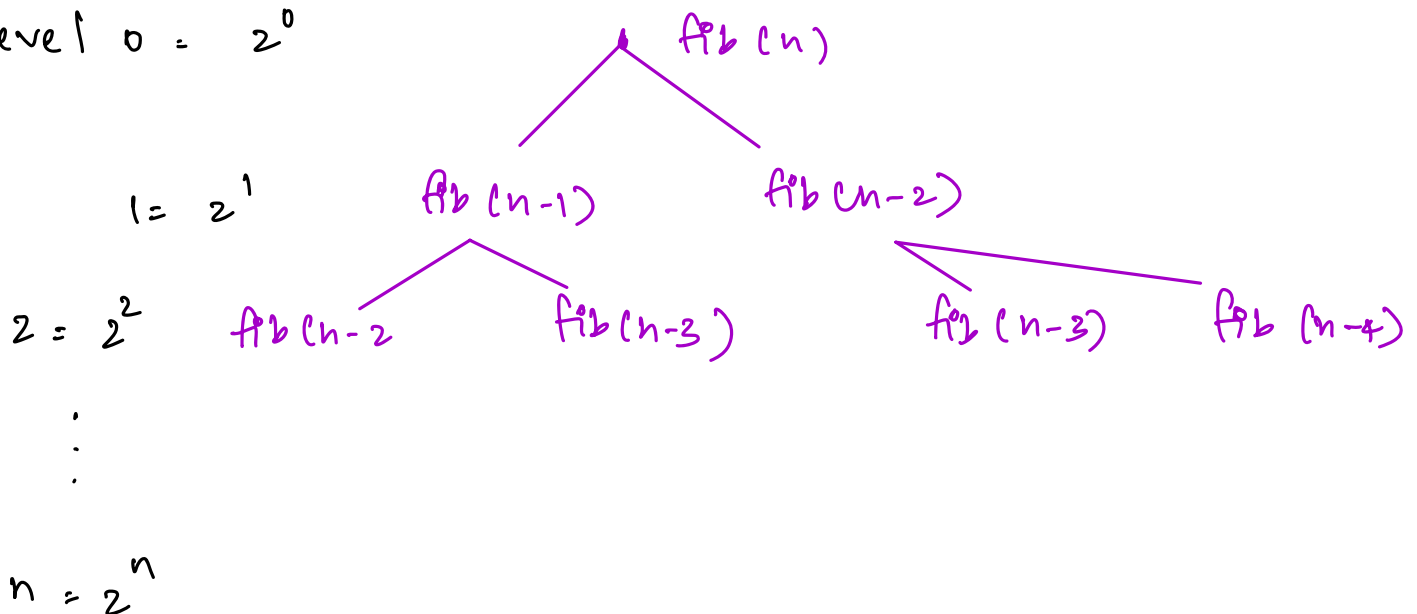 evel 0 = 2^0 fib (n)
1 = 2^1 fib (n-1) fib (n-2)
2 = 2^2 fib (n-2 fib (n-3) fib (n-3) fib (n-4)
⋮
n = 2^n